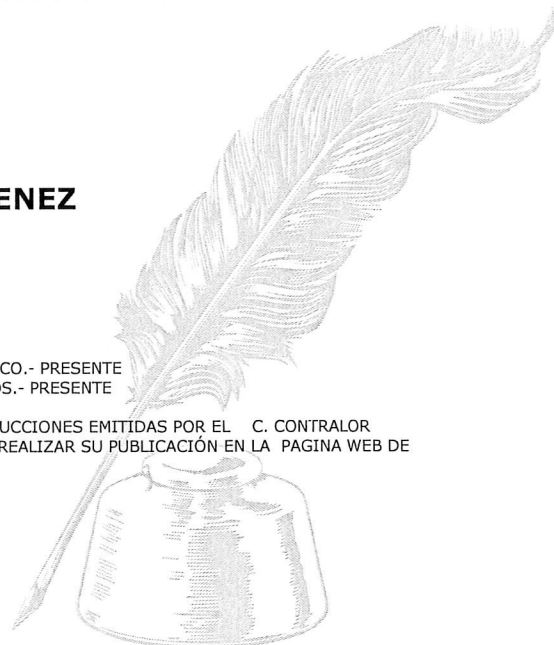 ENEZ
CO.- PRESENTE
OS.- PRESENTE
UCCIONES EMITIDAS POR EL C. CONTRALOR
REALIZAR SU PUBLICACIÓN EN LA PAGINA WEB DE